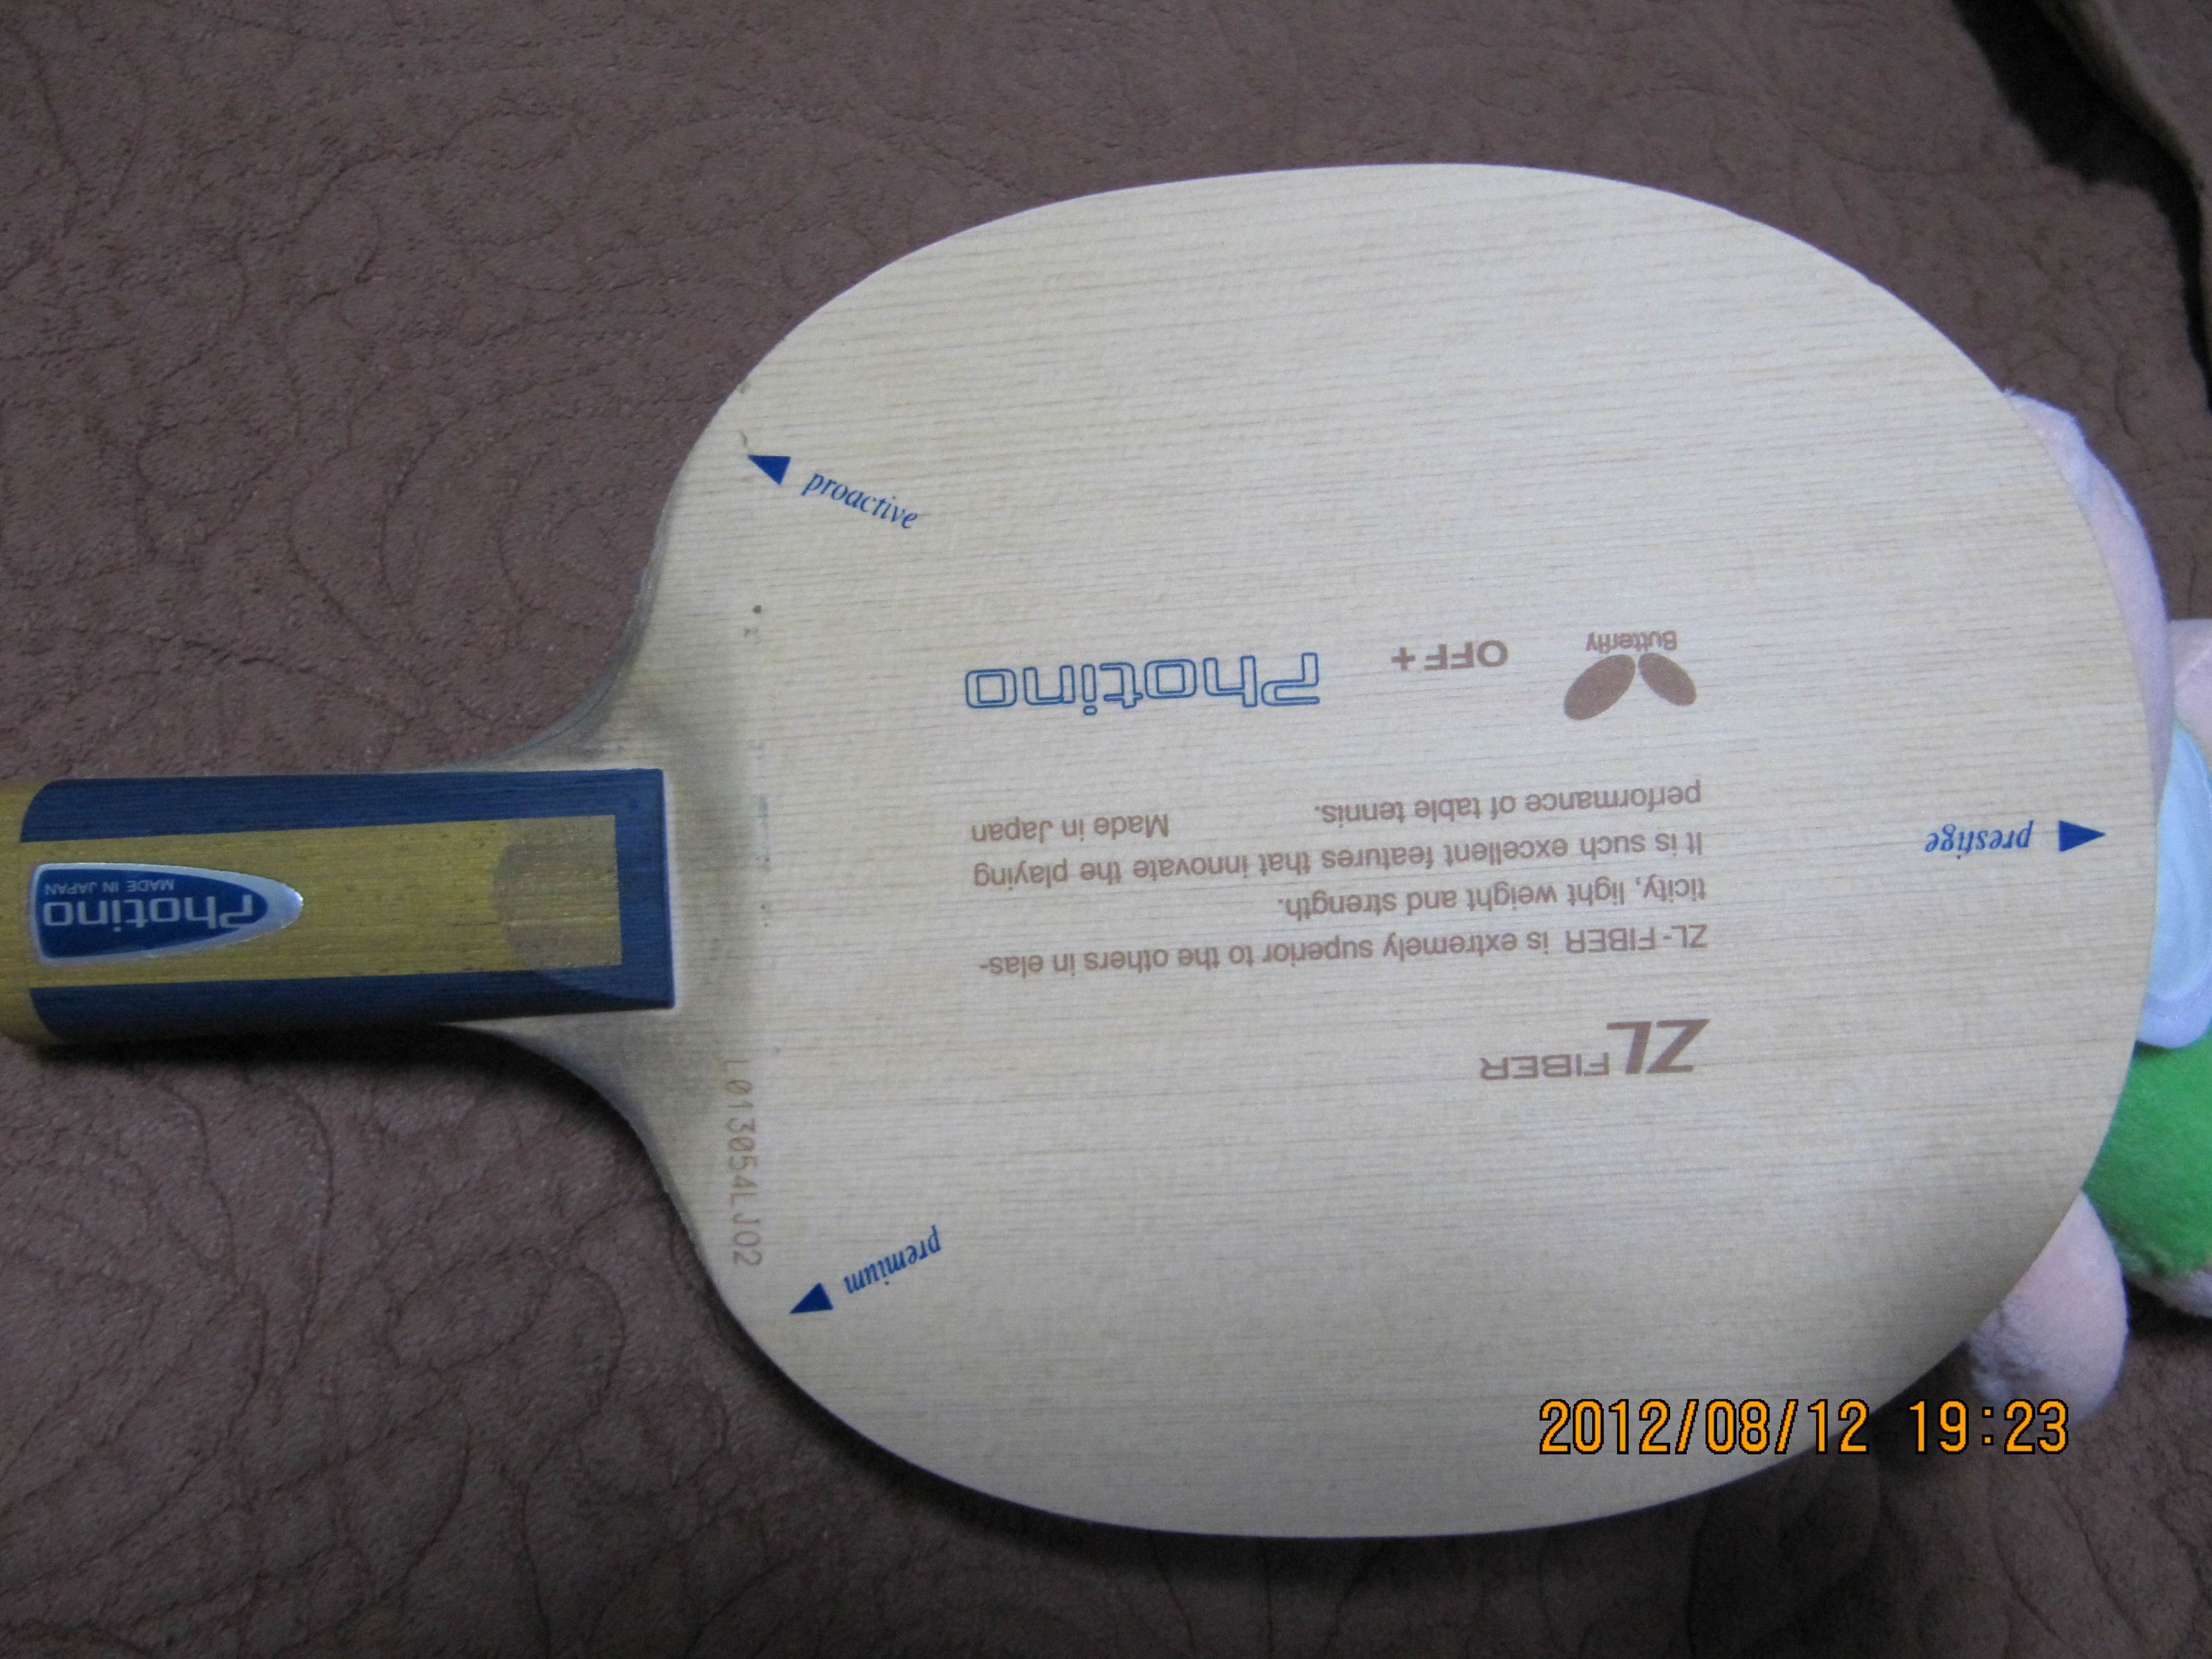 ZL FIBER
ZL-FIBER is extremely superior to the others in elas-
ticity, light weight and strength.
It is such excellent features that innovate the playing
performance of table tennis.
Made in Japan
Butterfly
OFF+
Photino
prestige
proactive
premium
L013054LJ02
Photino
MADE IN JAPAN
2012/08/12 19:23